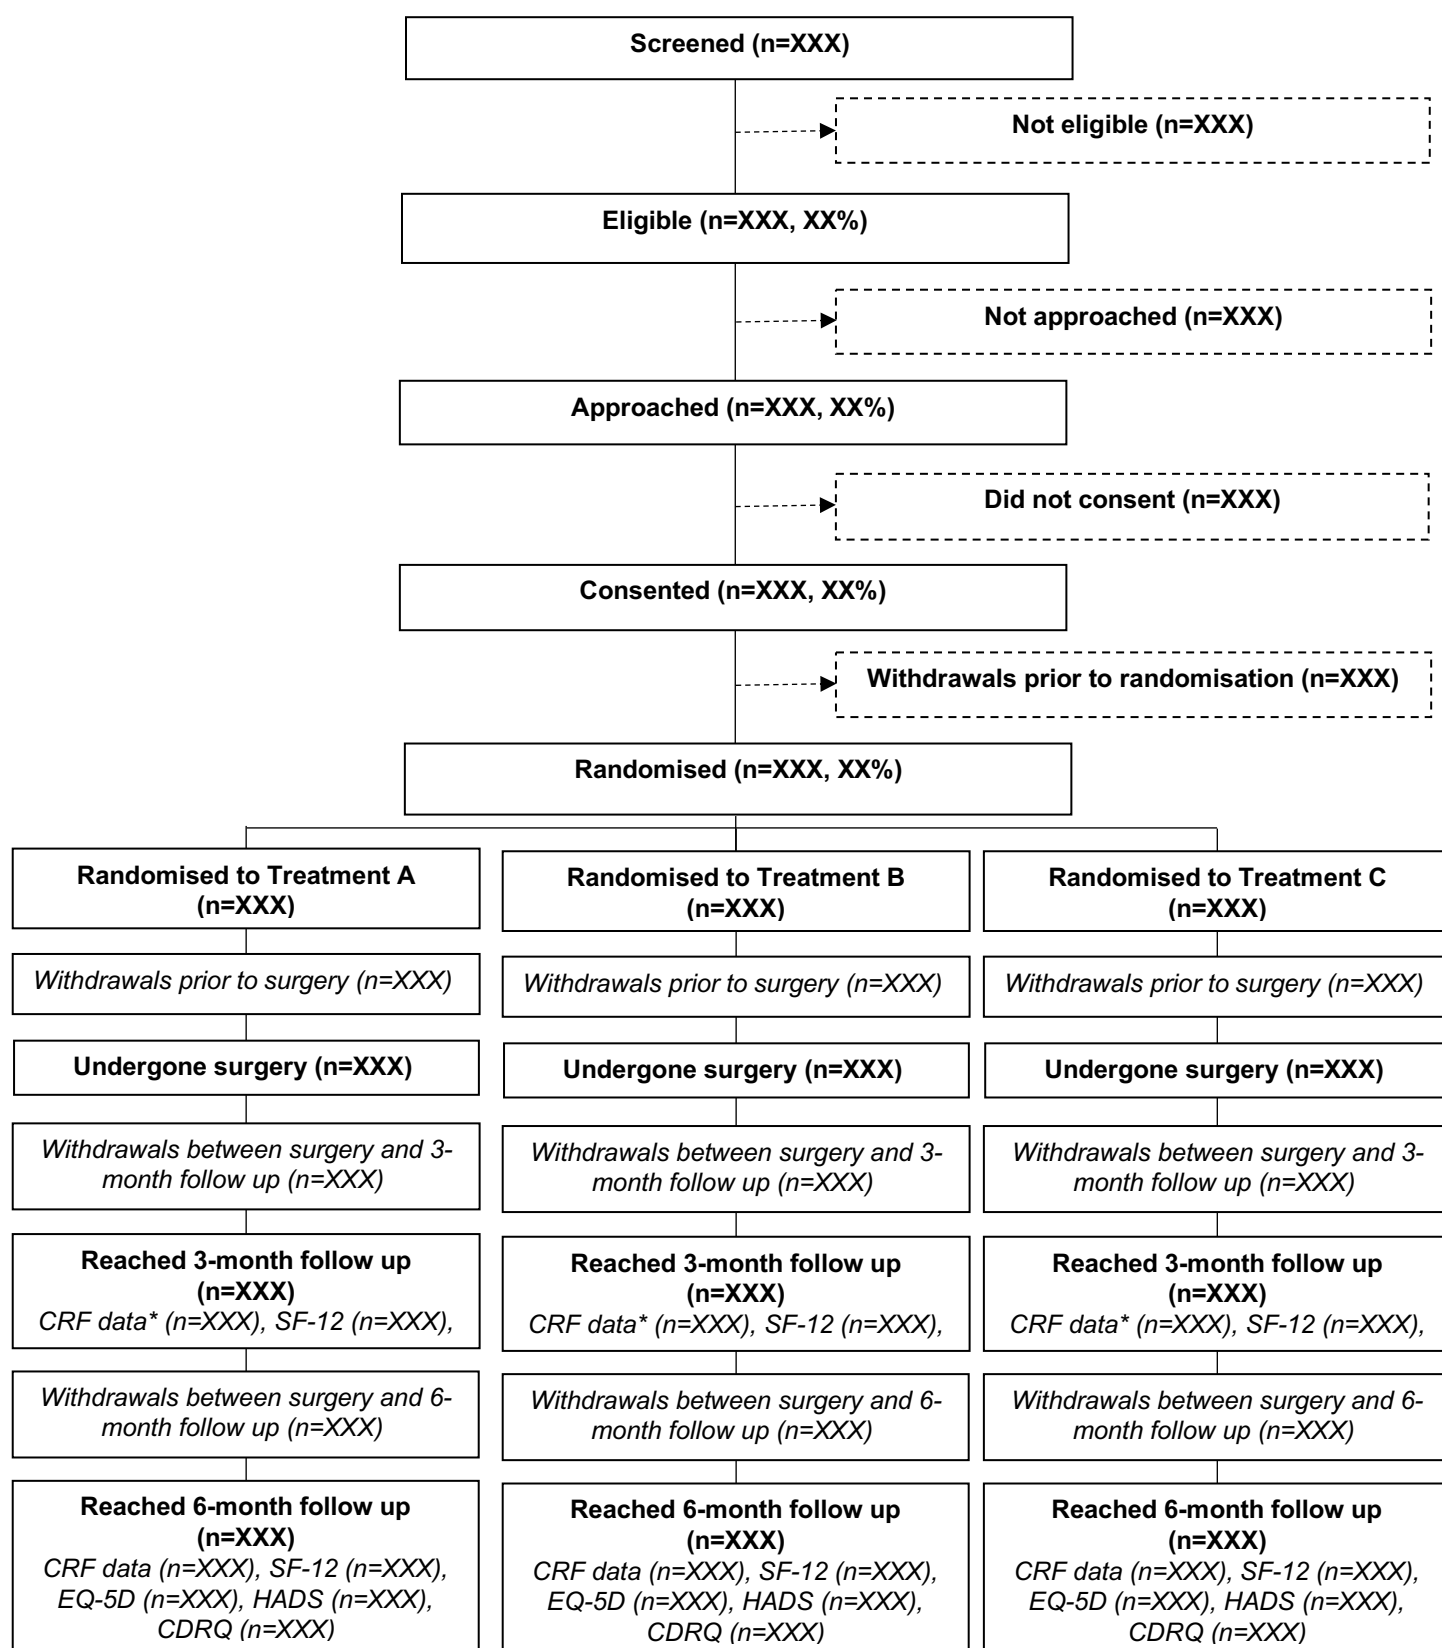 Screened (n=XXX)
Not eligible (n=XXX)
Eligible (n=XXX, XX%)
Not approached (n=XXX)
Approached (n=XXX, XX%)
Did not consent (n=XXX)
Consented (n=XXX, XX%)
Withdrawals prior to randomisation (n=XXX)
Randomised (n=XXX, XX%)
Randomised to Treatment A
(n=XXX)
Withdrawals prior to surgery (n=XXX)
Undergone surgery (n=XXX)
Withdrawals between surgery and 3-
month follow up (n=XXX)
Reached 3-month follow up
(n=XXX)
CRF data* (n=XXX), SF-12 (n=XXX),
Withdrawals between surgery and 6-
month follow up (n=XXX)
Reached 6-month follow up
(n=XXX)
CRF data (n=XXX), SF-12 (n=XXX),
EQ-5D (n=XXX), HADS (n=XXX),
CDRQ (n=XXX)
Randomised to Treatment B
(n=XXX)
Withdrawals prior to surgery (n=XXX)
Undergone surgery (n=XXX)
Withdrawals between surgery and 3-
month follow up (n=XXX)
Reached 3-month follow up
(n=XXX)
CRF data* (n=XXX), SF-12 (n=XXX),
Withdrawals between surgery and 6-
month follow up (n=XXX)
Reached 6-month follow up
(n=XXX)
CRF data (n=XXX), SF-12 (n=XXX),
EQ-5D (n=XXX), HADS (n=XXX),
CDRQ (n=XXX)
Randomised to Treatment C
(n=XXX)
Withdrawals prior to surgery (n=XXX)
Undergone surgery (n=XXX)
Withdrawals between surgery and 3-
month follow up (n=XXX)
Reached 3-month follow up
(n=XXX)
CRF data* (n=XXX), SF-12 (n=XXX),
Withdrawals between surgery and 6-
month follow up (n=XXX)
Reached 6-month follow up
(n=XXX)
CRF data (n=XXX), SF-12 (n=XXX),
EQ-5D (n=XXX), HADS (n=XXX),
CDRQ (n=XXX)